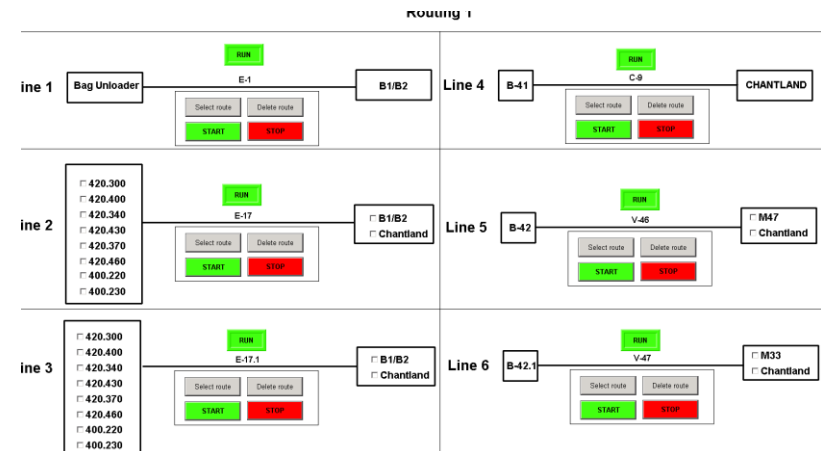 Routing 1
RUN
ine 1
Bag Unloader
E-1
B1/B2
Select route
Delete route
START
STOP
RUN
Line 4
B-41
C-9
CHANTLAND
Select route
Delete route
START
STOP
420.300
420.400
420.340
420.430
420.370
420.460
400.220
400.230
ine 2
RUN
E-17
B1/B2
Chantland
Select route
Delete route
START
STOP
RUN
Line 5
B-42
V-46
M47
Chantland
Select route
Delete route
START
STOP
420.300
420.400
420.340
420.430
420.370
420.460
400.220
400.230
ine 3
RUN
E-17.1
B1/B2
Chantland
Select route
Delete route
START
STOP
RUN
Line 6
B-42.1
V-47
M33
Chantland
Select route
Delete route
START
STOP